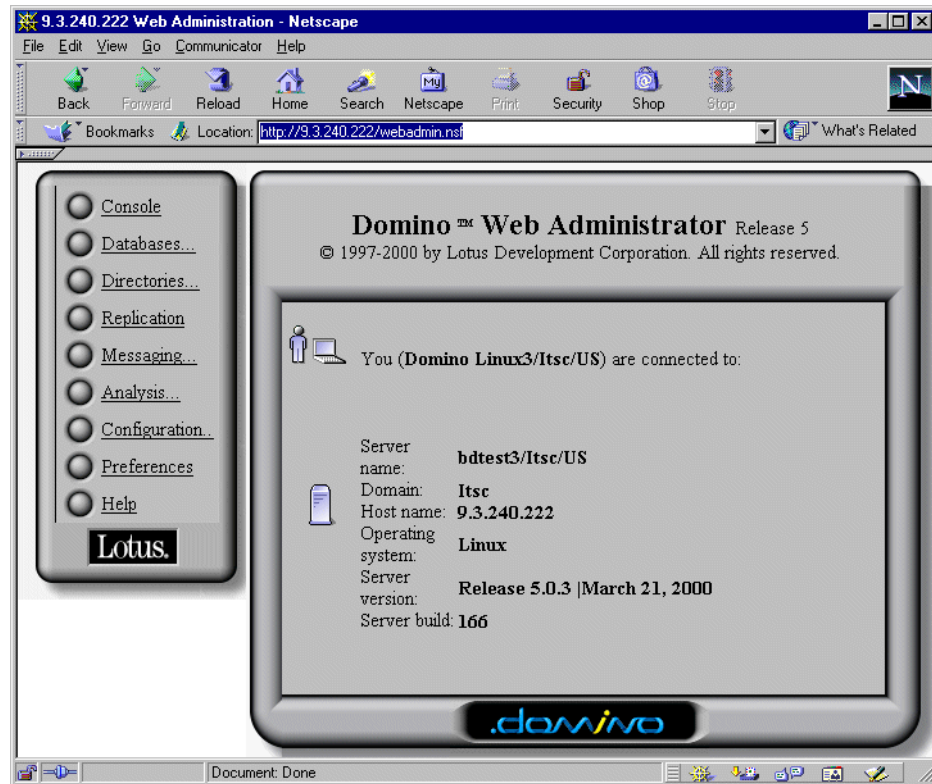 9.3.240.222 Web Administration - Netscape
File Edit View Go Communicator Help
Back Forward Reload Home Search Netscape Print Security Shop Stop
My
N
Bookmarks Location: http://9.3.240.222/webadmin.nsf What's Related
Console
Databases...
Directories...
Replication
Messaging...
Analysis...
Configuration..
Preferences
Help
Lotus.
Domino ™ Web Administrator Release 5
© 1997-2000 by Lotus Development Corporation. All rights reserved.
You (Domino Linux3/Itsc/US) are connected to:
Server
name: bdtest3/Itsc/US
Domain: Itsc
Host name: 9.3.240.222
Operating
system: Linux
Server
version: Release 5.0.3 |March 21, 2000
Server build: 166
.domino
Document: Done